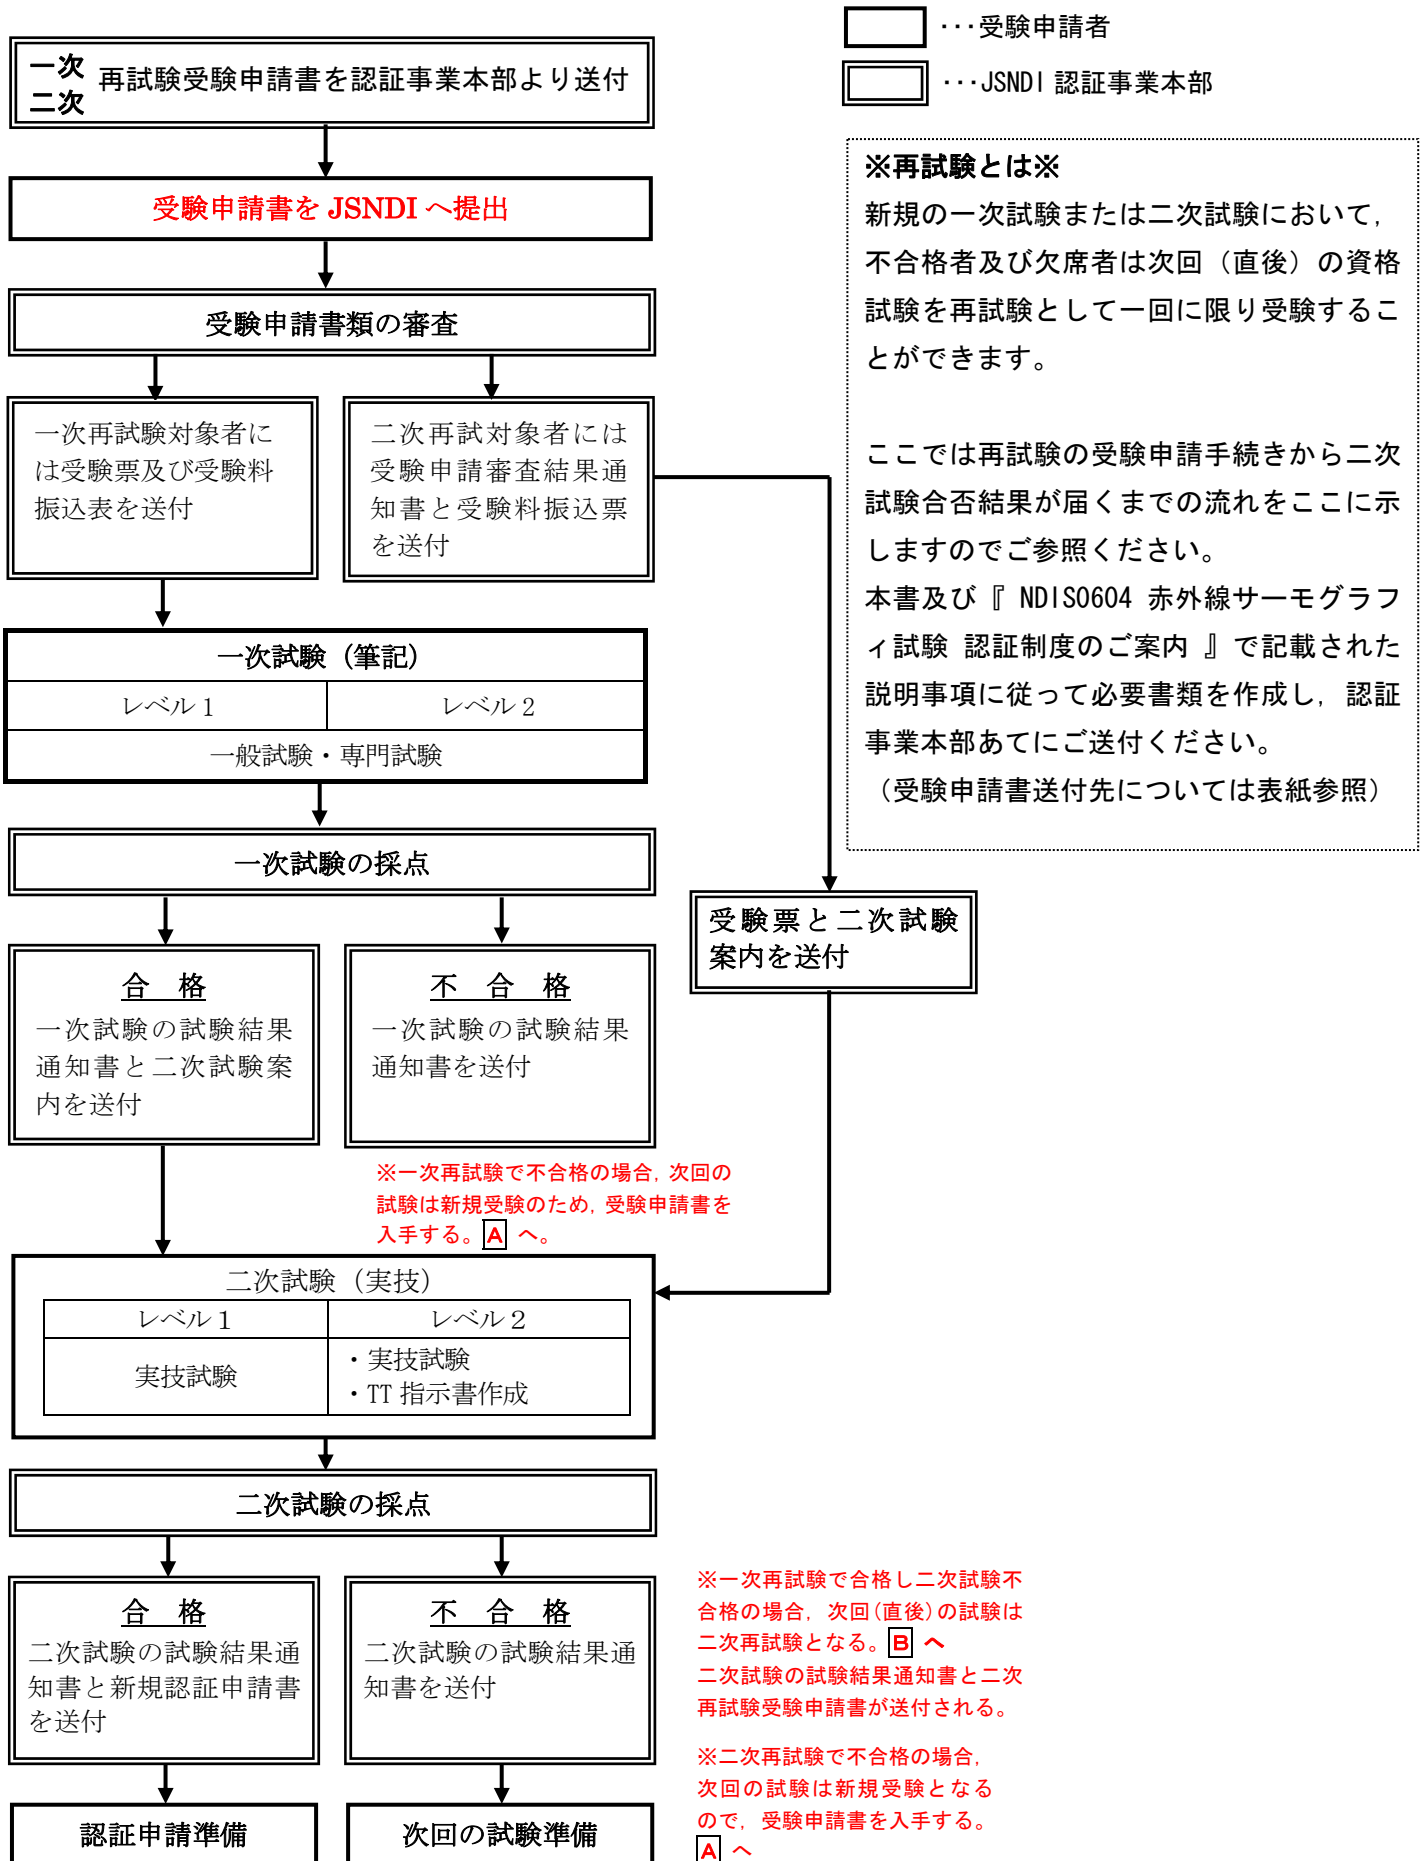 ･･･受験申請者
･･･JSNDI 認証事業本部
一次
二次
再試験受験申請書を認証事業本部より送付
受験申請書を JSNDI へ提出
受験申請書類の審査
一次再試験対象者に
は受験票及び受験料
振込表を送付
二次再試対象者には
受験申請審査結果通
知書と受験料振込票
を送付
※再試験とは※
新規の一次試験または二次試験において,
不合格者及び欠席者は次回（直後）の資格
試験を再試験として一回に限り受験するこ
とができます。
ここでは再試験の受験申請手続きから二次
試験合否結果が届くまでの流れをここに示
しますのでご参照ください。
本書及び『 NDIS0604 赤外線サーモグラフ
ィ試験 認証制度のご案内 』で記載された
説明事項に従って必要書類を作成し, 認証
事業本部あてにご送付ください。
（受験申請書送付先については表紙参照）
一次試験（筆記）
レベル 1
レベル 2
一般試験・専門試験
一次試験の採点
受験票と二次試験
案内を送付
合 格
一次試験の試験結果
通知書と二次試験案
内を送付
不 合 格
一次試験の試験結果
通知書を送付
※一次再試験で不合格の場合, 次回の
試験は新規受験のため, 受験申請書を
入手する。A へ。
二次試験（実技）
レベル１
レベル２
実技試験
・実技試験
・TT 指示書作成
二次試験の採点
合 格
二次試験の試験結果通
知書と新規認証申請書
を送付
不 合 格
二次試験の試験結果通
知書を送付
※一次再試験で合格し二次試験不
合格の場合, 次回(直後)の試験は
二次再試験となる。B へ
二次試験の試験結果通知書と二次
再試験受験申請書が送付される。
※二次再試験で不合格の場合,
次回の試験は新規受験となる
ので, 受験申請書を入手する。
A へ
認証申請準備
次回の試験準備